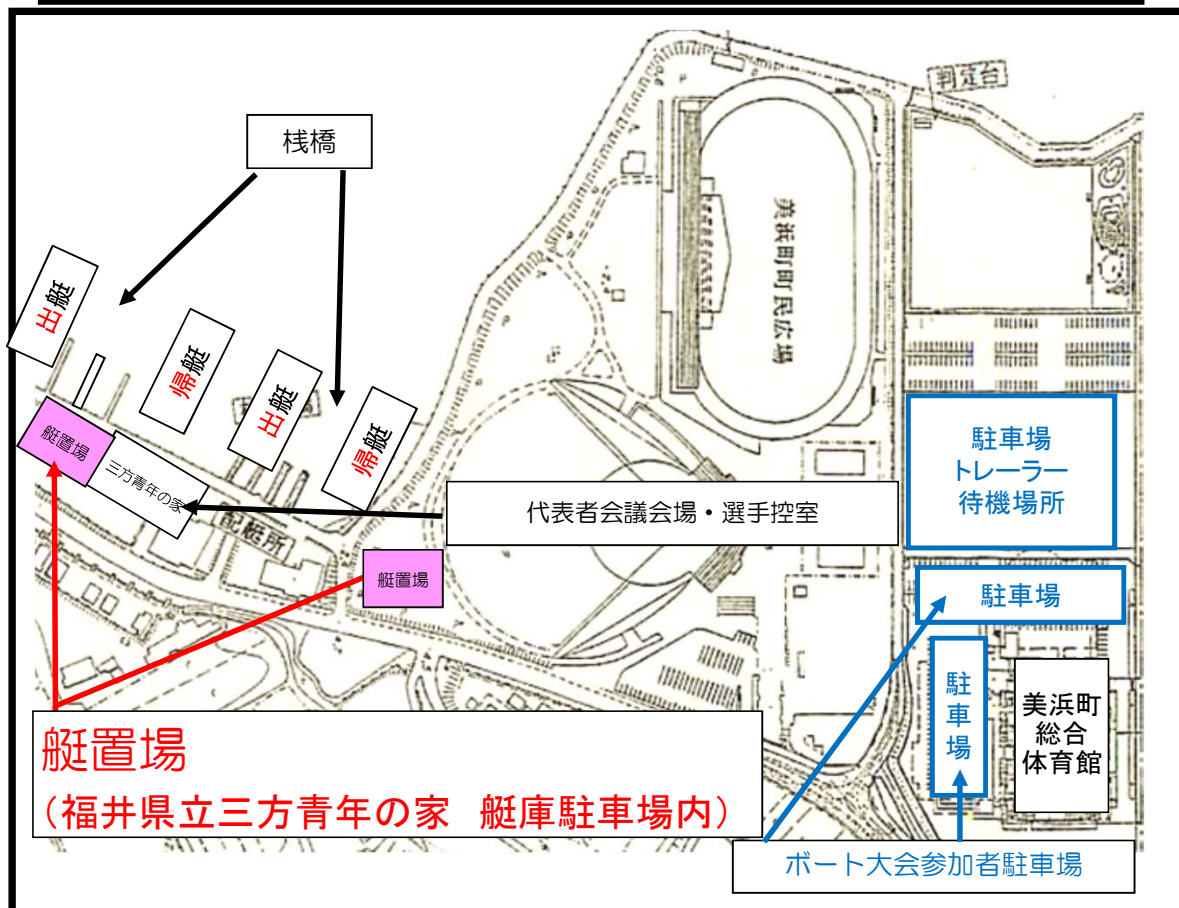 判定台
桟橋
美浜町町民広場
出艇
帰艇
出艇
帰艇
艇置場
三方青年の家
配艇所
代表者会議会場・選手控室
艇置場
駐車場
トレーラー
待機場所
駐車場
駐車場
美浜町
総合
体育館
艇置場
(福井県立三方青年の家 艇庫駐車場内)
ボート大会参加者駐車場